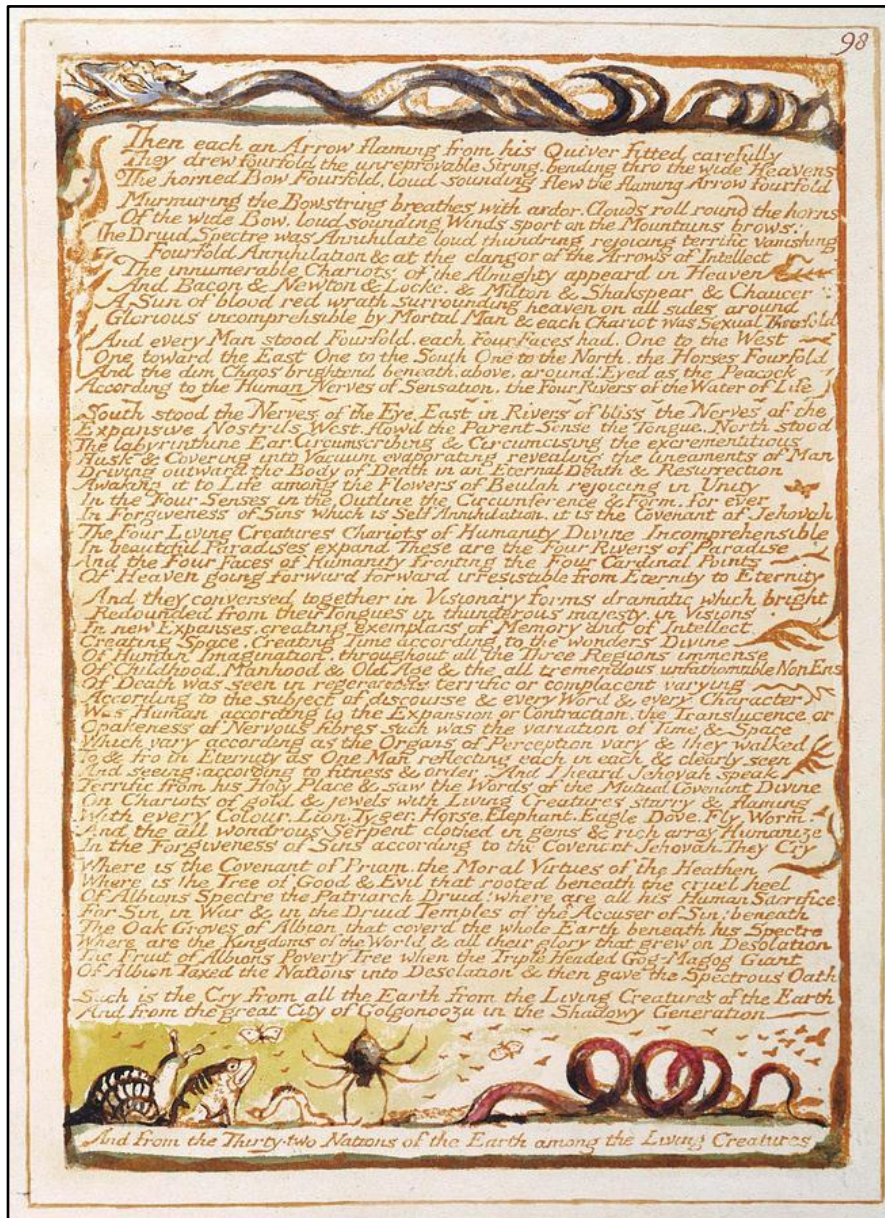 98
Then each an Arrow flaming from his Quiver fitted carefully
They drew fourfold the unreprovable String, bending thro the wide Heavens
The horned Bow Fourfold, loud sounding flew the flaming Arrow fourfold
Murmuring the Bowstring breathes with ardor. Clouds roll round the horns
Of the wide Bow, loud sounding Winds sport on the Mountains brows:
The Druid Spectre was Annihilate loud thundring rejoicing terrific vanishing
Fourfold Annihilation & at the clangor of the Arrows of Intellect
The innumerable Chariots of the Almighty appeard in Heaven
And Bacon & Newton & Locke, & Milton & Shakspear & Chaucer
A Sun of blood red wrath surrounding heaven on all sides around
Glorious incomprehsible by Mortal Man & each Chariot was Sexual Threefold
And every Man stood Fourfold. each Four Faces had. One to the West
One toward the East One to the South One to the North. the Horses Fourfold
And the dim Chaos brightend beneath, above, around! Eyed as the Peacock
According to the Human Nerves of Sensation, the Four Rivers of the Water of Life
South stood the Nerves of the Eye. East in Rivers of bliss the Nerves of the
Expansive Nostrils West, flowd the Parent Sense the Tongue. North stood
The labyrinthine Ear. Circumscribing & Circumcising the excrementitious
Husk & Covering into Vacuum evaporating revealing the lineaments of Man
Driving outward the Body of Death in an Eternal Death & Resurrection
Awaking it to Life among the Flowers of Beulah rejoicing in Unity
In the Four Senses in the Outline the Circumference & Form, for ever
In Forgiveness of Sins which is Self Annihilation. it is the Covenant of Jehovah
The Four Living Creatures Chariots of Humanity Divine Incomprehensible
In beautiful Paradises expand These are the Four Rivers of Paradise
And the Four Faces of Humanity fronting the Four Cardinal Points
Of Heaven going forward forward irresistible from Eternity to Eternity
And they conversed together in Visionary forms dramatic which bright
Redounded from their Tongues in thunderous majesty, in Visions
In new Expanses, creating exemplars of Memory and of Intellect
Creating Space, Creating Time according to the wonders Divine
Of Human Imagination, throughout all the Three Regions immense
Of Childhood, Manhood & Old Age & the all tremendous unfathomable Non Ens
Of Death was seen in regenerations terrific or complacent varying
According to the subject of discourse & every Word & every Character
Was Human according to the Expansion or Contraction, the Translucence or
Opakeness of Nervous fibres such was the variation of Time & Space
Which vary according as the Organs of Perception vary & they walked
To & fro in Eternity as One Man reflecting each in each & clearly seen
And seeing: according to fitness & order. And I heard Jehovah speak
Terrific from his Holy Place & saw the Words of the Mutual Covenant Divine
On Chariots of gold & jewels with Living Creatures starry & flaming
With every Colour. Lion. Tyger. Horse. Elephant. Eagle Dove. Fly. Worm.
And the all wondrous Serpent clothed in gems & rich array Humanize
In the Forgiveness of Sins according to the Covenant Jehovah. They Cry
Where is the Covenant of Priam, the Moral Virtues of the Heathen
Where is the Tree of Good & Evil that rooted beneath the cruel heel
Of Albions Spectre the Patriarch Druid! where are all his Human Sacrifice
For Sin in War & in the Druid Temples of the Accuser of Sin: beneath
The Oak Groves of Albion that coverd the whole Earth beneath his Spectre
Where are the Kingdoms of the World & all their glory that grew on Desolation
The Fruit of Albions Poverty Tree when the Triple Headed Gog-Magog Giant
Of Albion Taxed the Nations into Desolation & then gave the Spectrous Oath
Such is the Cry from all the Earth from the Living Creatures of the Earth
And from the great City of Golgonooza in the Shadowy Generation
And from the Thirty-two Nations of the Earth among the Living Creatures